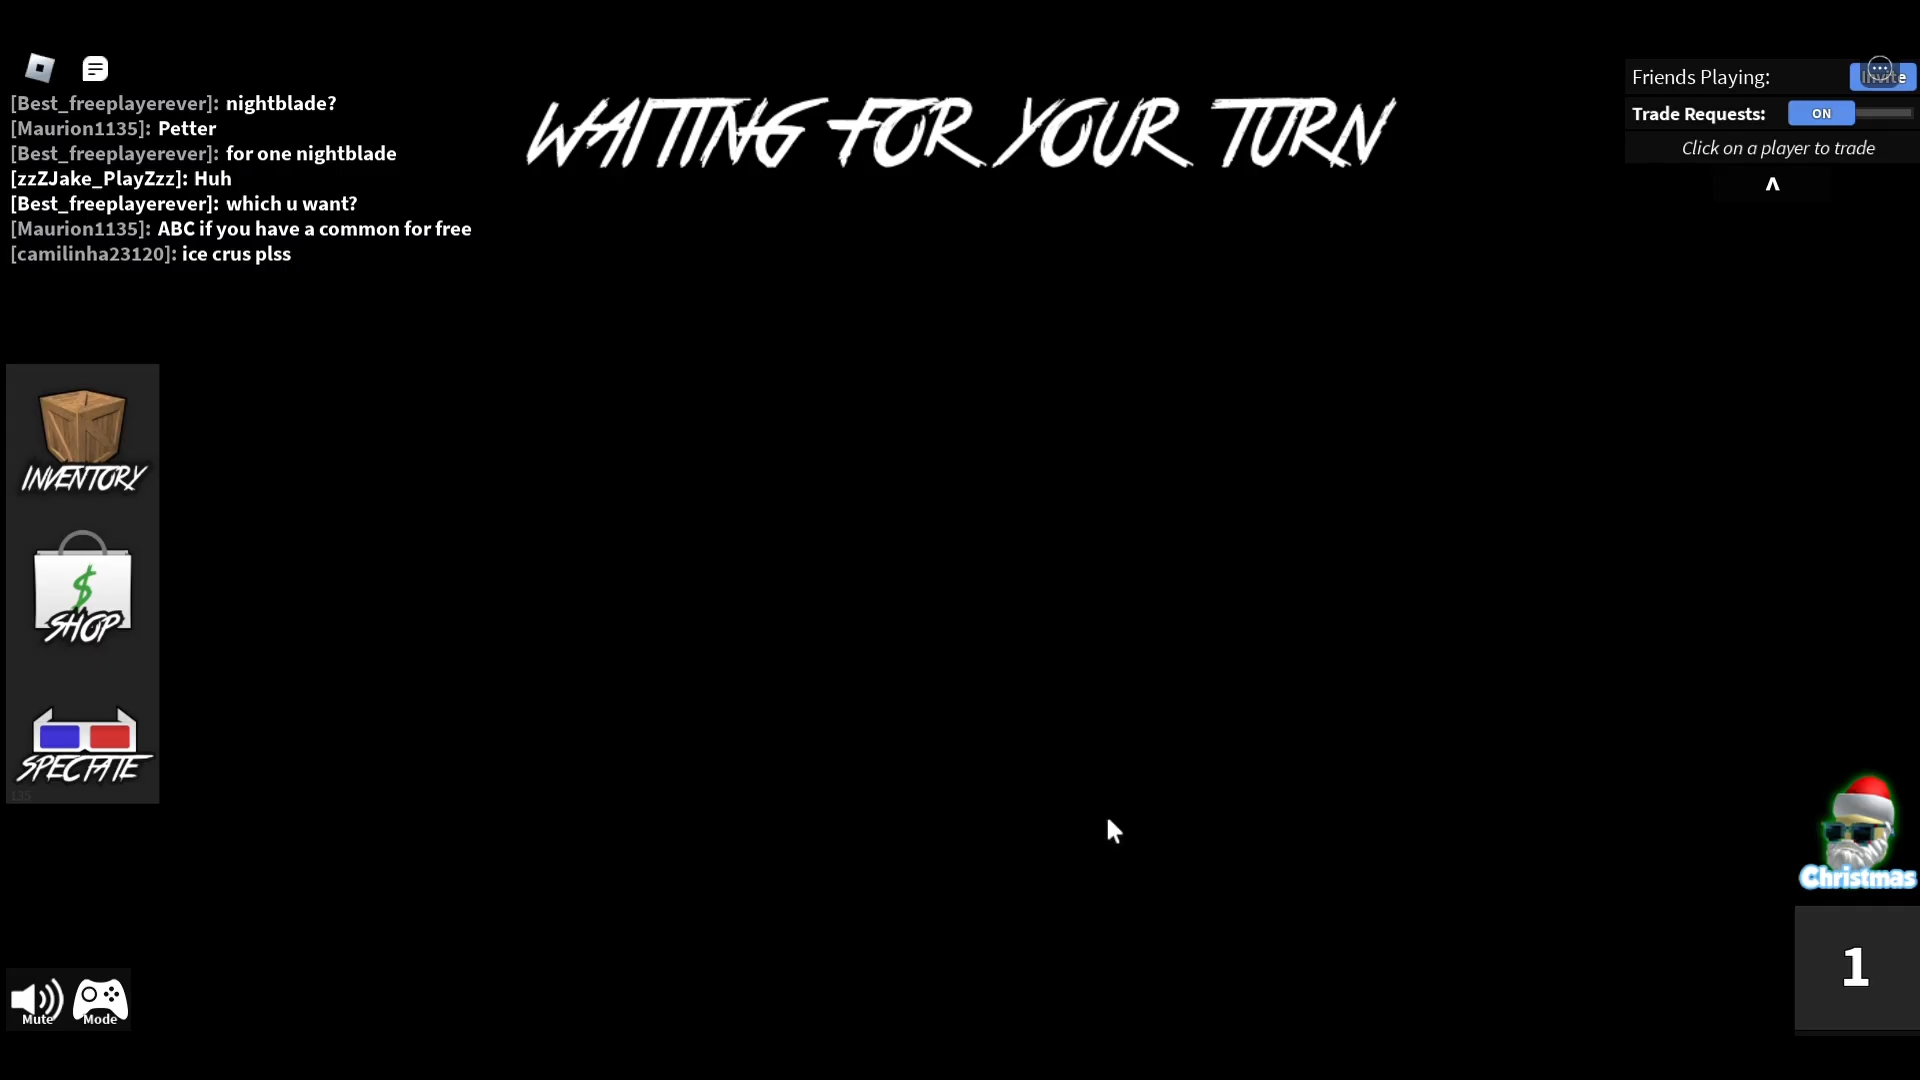 [Best_freeplayerever]: nightblade?
[Maurion1135]: Petter
[Best_freeplayerever]: for one nightblade
[zzZJake_PlayZzz]: Huh
[Best_freeplayerever]: which u want?
[Maurion1135]: ABC if you have a common for free
[camilinha23120]: ice crus plss
WAITING FOR YOUR TURN
Friends Playing: Invite
Trade Requests: ON
Click on a player to trade
INVENTORY
$
SHOP
SPECTATE
135
Mute Mode
Christmas
1